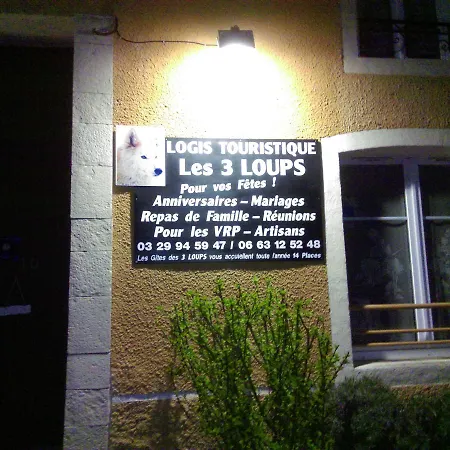 LOGIS TOURISTIQUE
Les 3 LOUPS
Pour vos Fêtes !
Anniversaires - Mariages
Repas de Famille - Réunions
Pour les VRP - Artisans
03 29 94 59 47 / 06 63 12 52 48
Les Gîtes des 3 LOUPS vous accueillent toute l'année 14 Places